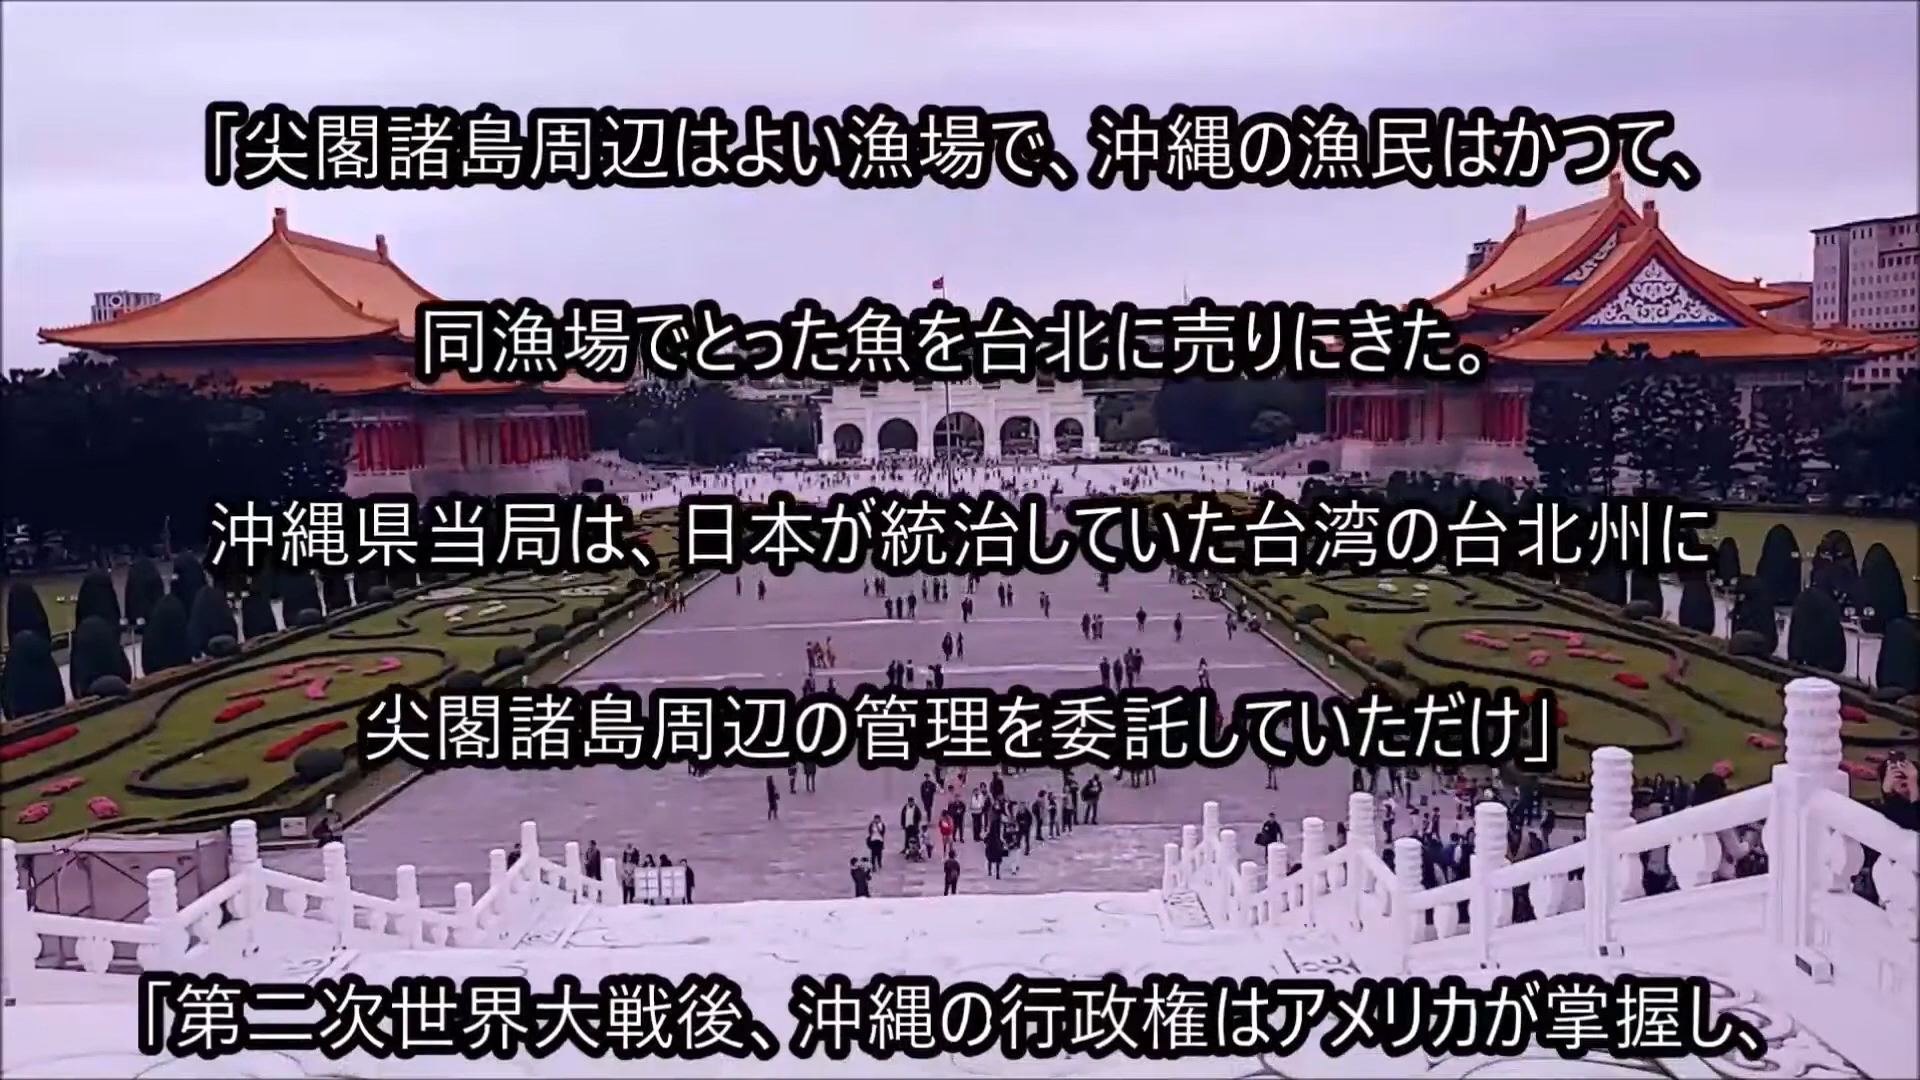 「尖閣諸島周辺はよい漁場で、沖縄の漁民はかつて、
同漁場でとった魚を台北に売りにきた。
沖縄県当局は、日本が統治していた台湾の台北州に
尖閣諸島周辺の管理を委託していただけ」
「第二次世界大戦後、沖縄の行政権はアメリカが掌握し、